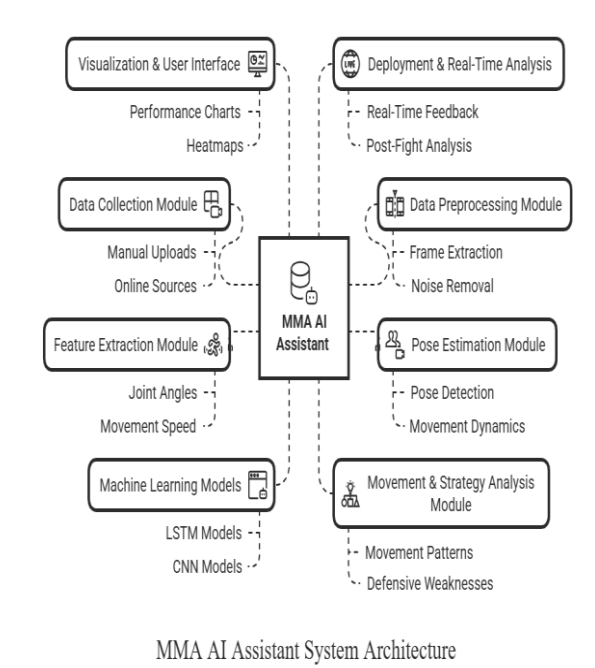 Visualization & User Interface
Performance Charts
Heatmaps
Deployment & Real-Time Analysis
LIVE
Real-Time Feedback
Post-Fight Analysis
Data Collection Module
Manual Uploads
Online Sources
Data Preprocessing Module
Frame Extraction
Noise Removal
MMA AI
Assistant
Feature Extraction Module
Joint Angles
Movement Speed
Pose Estimation Module
Pose Detection
Movement Dynamics
Machine Learning Models
LSTM Models
CNN Models
Movement & Strategy Analysis
Module
Movement Patterns
Defensive Weaknesses
MMA AI Assistant System Architecture